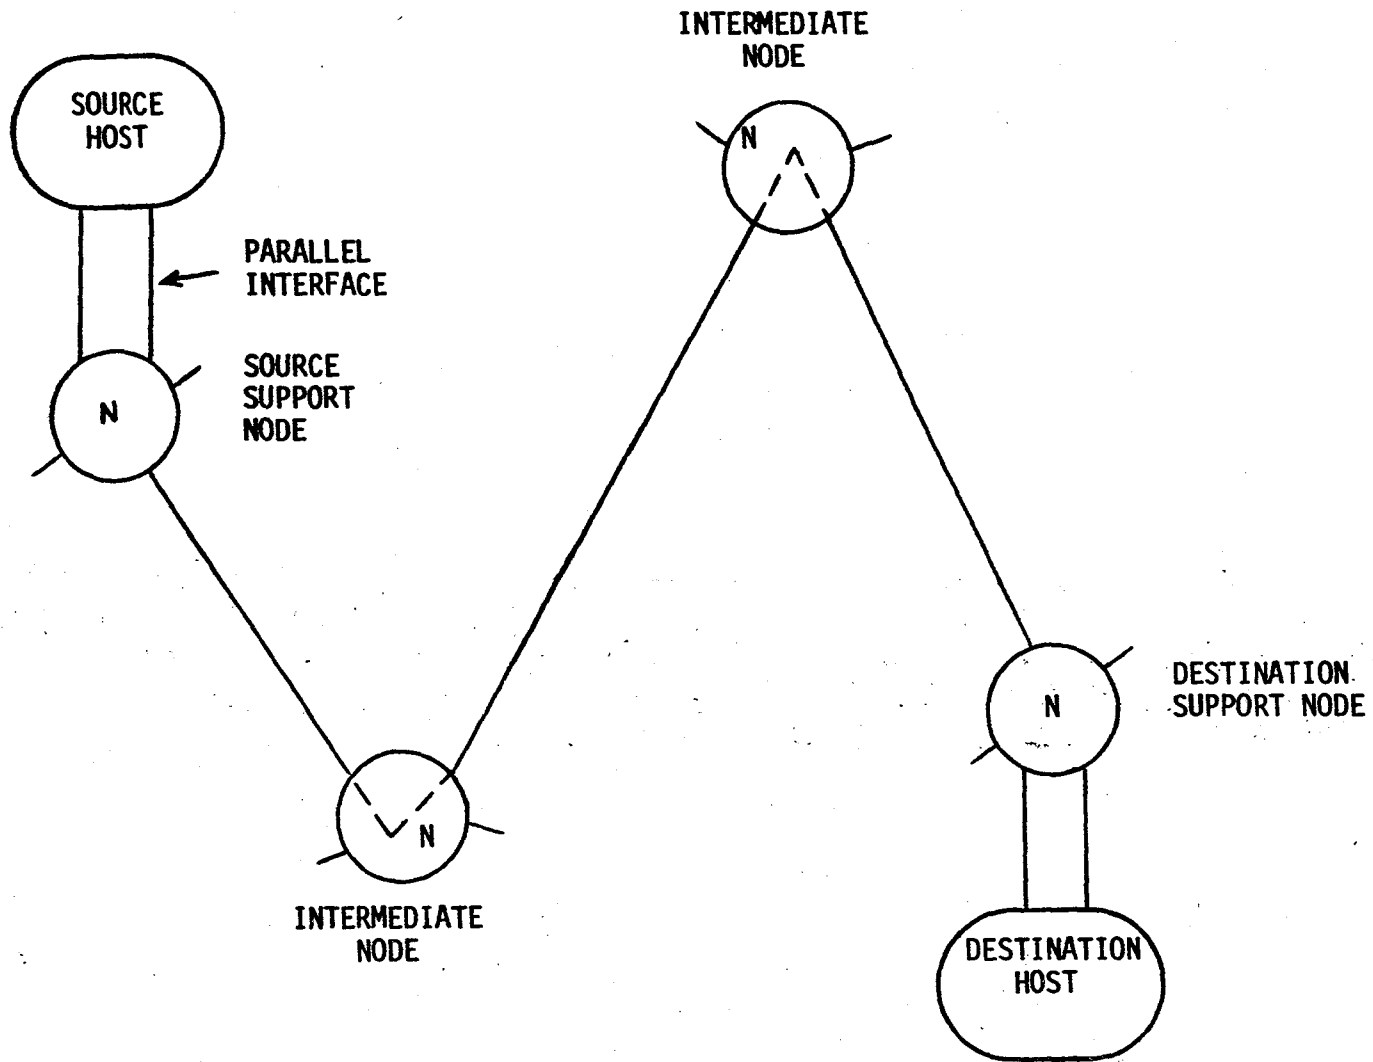 INTERMEDIATE
NODE
SOURCE
HOST
N
PARALLEL
INTERFACE
SOURCE
SUPPORT
NODE
N
DESTINATION
SUPPORT NODE
N
N
INTERMEDIATE
NODE
DESTINATION
HOST